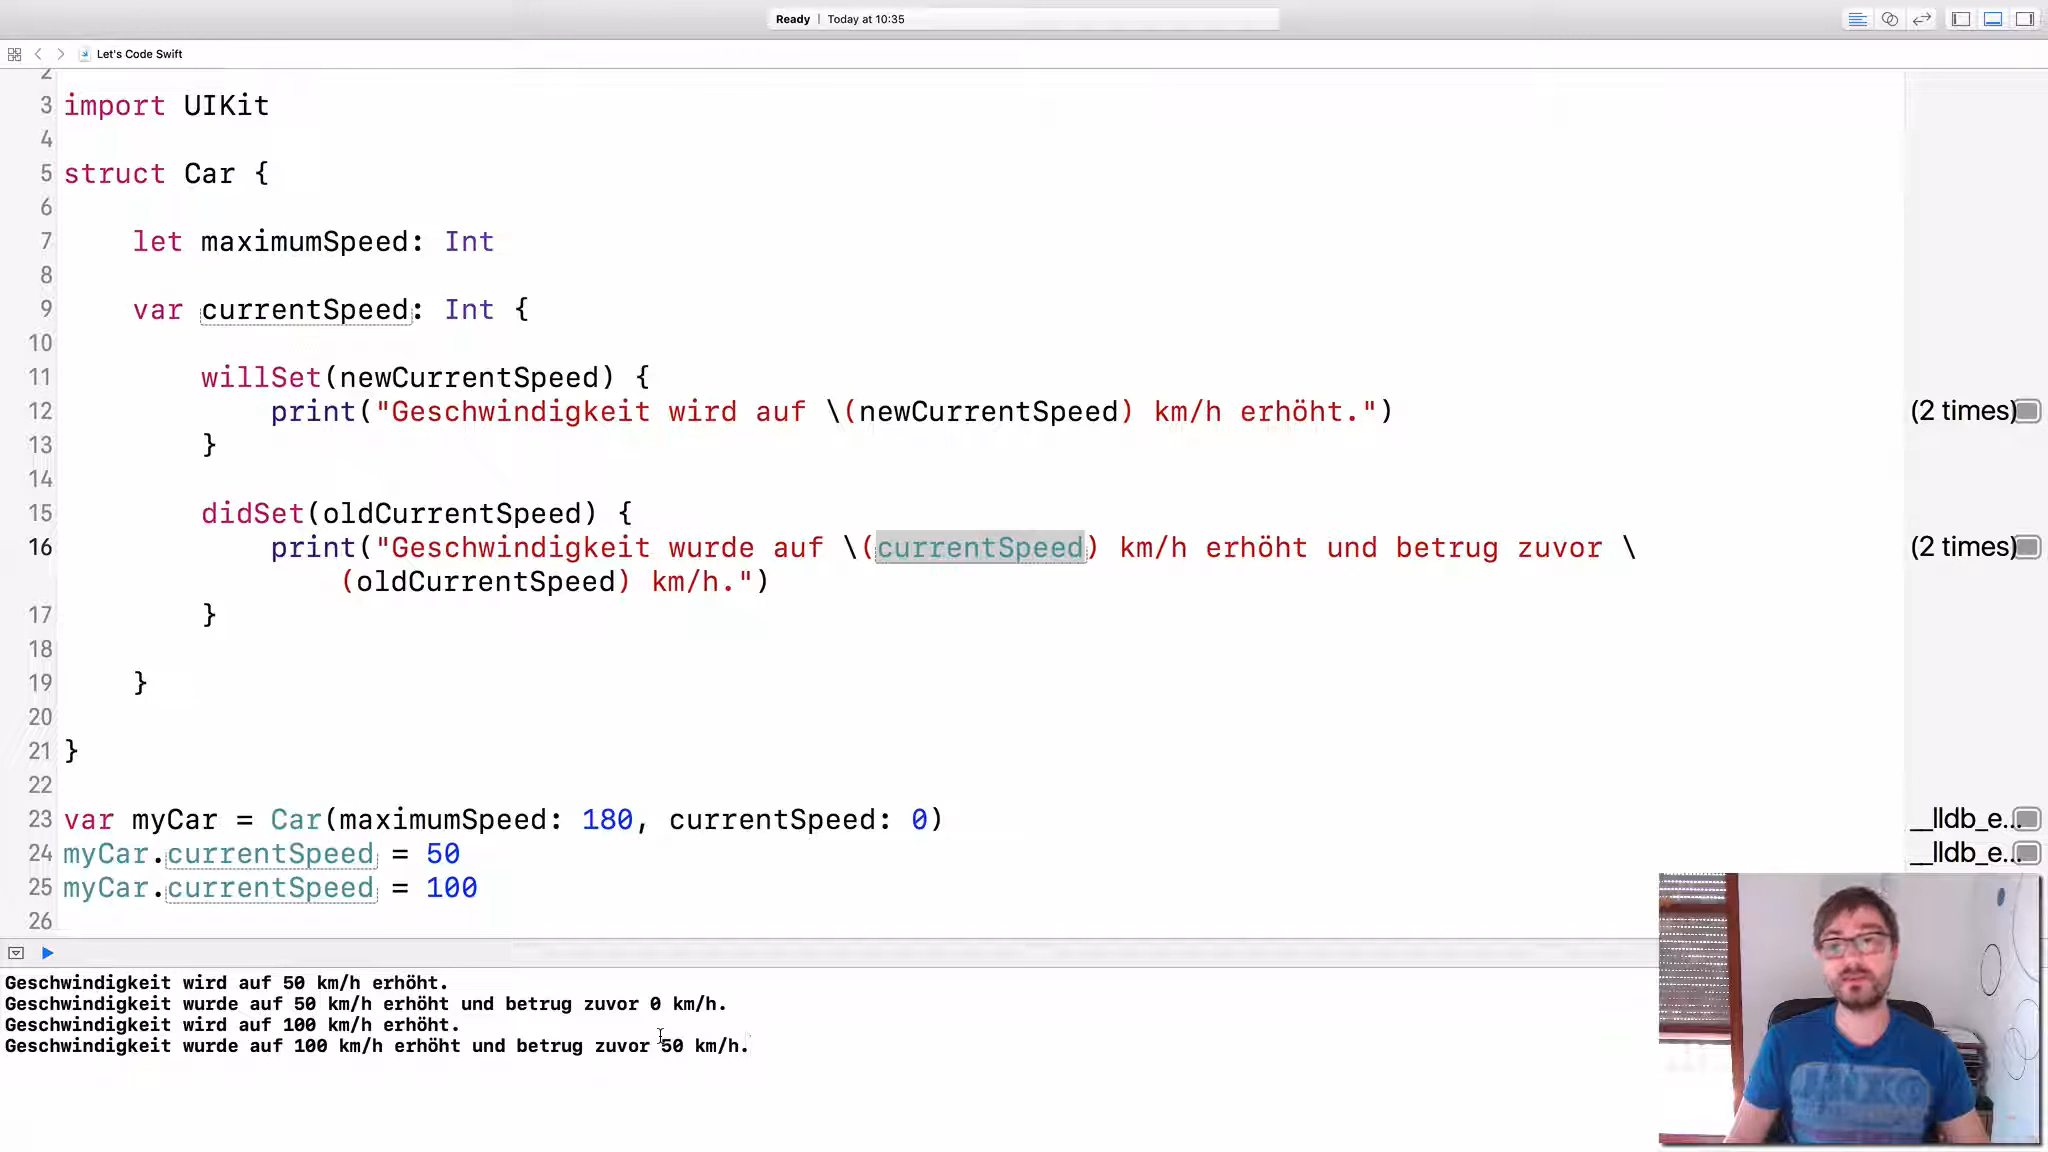 Ready | Today at 10:35
Let's Code Swift
2
3 import UIKit
4
5 struct Car {
6
7 let maximumSpeed: Int
8
9 var currentSpeed: Int {
10
11 willSet(newCurrentSpeed) {
12 print("Geschwindigkeit wird auf \(newCurrentSpeed) km/h erhöht.") (2 times)
13 }
14
15 didSet(oldCurrentSpeed) {
16 print("Geschwindigkeit wurde auf \(currentSpeed) km/h erhöht und betrug zuvor \ (2 times)
(oldCurrentSpeed) km/h.")
17 }
18
19 }
20
21 }
22
23 var myCar = Car(maximumSpeed: 180, currentSpeed: 0) __lldb_e...
24 myCar.currentSpeed = 50 __lldb_e...
25 myCar.currentSpeed = 100
26
Geschwindigkeit wird auf 50 km/h erhöht.
Geschwindigkeit wurde auf 50 km/h erhöht und betrug zuvor 0 km/h.
Geschwindigkeit wird auf 100 km/h erhöht.
Geschwindigkeit wurde auf 100 km/h erhöht und betrug zuvor 50 km/h.